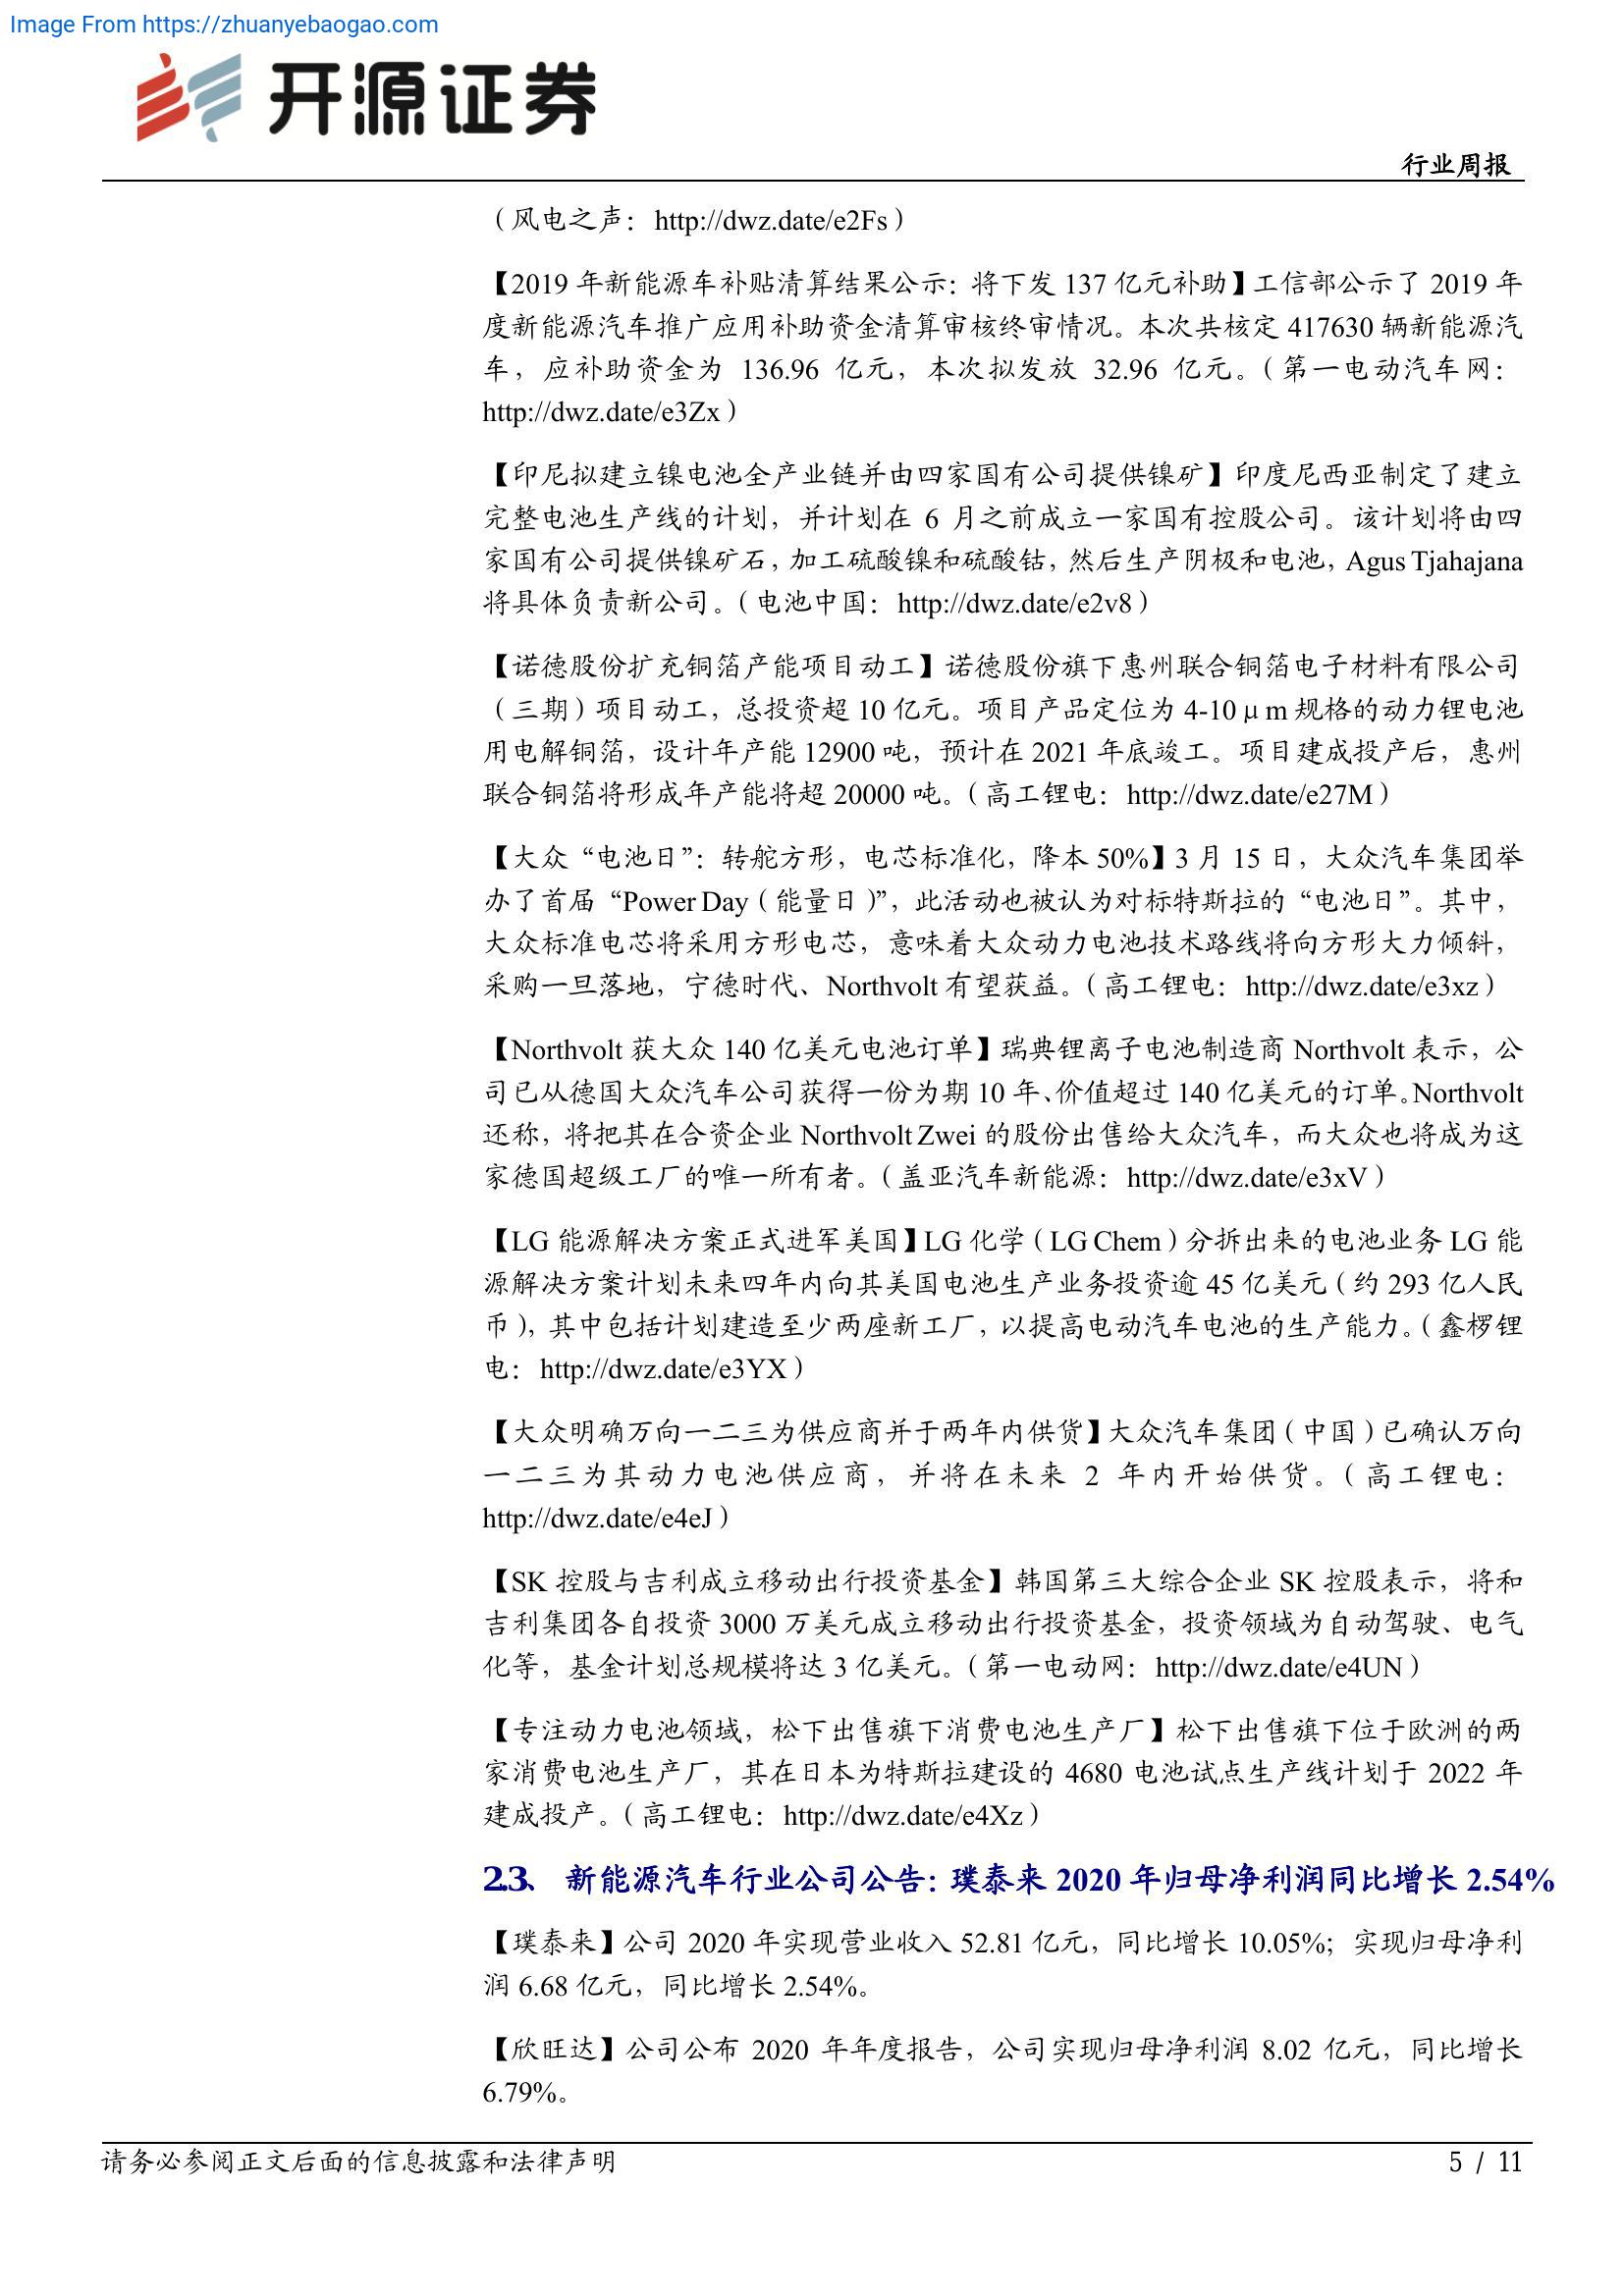 Image From https://zhuanyebaogao.com
开源证券
行业周报
（风电之声：http://dwz.date/e2Fs）
【2019 年新能源车补贴清算结果公示：将下发 137 亿元补助】工信部公示了 2019 年
度新能源汽车推广应用补助资金清算审核终审情况。本次共核定 417630 辆新能源汽
车，应补助资金为 136.96 亿元，本次拟发放 32.96 亿元。（第一电动汽车网：
http://dwz.date/e3Zx）
【印尼拟建立镍电池全产业链并由四家国有公司提供镍矿】印度尼西亚制定了建立
完整电池生产线的计划，并计划在 6 月之前成立一家国有控股公司。该计划将由四
家国有公司提供镍矿石，加工硫酸镍和硫酸钴，然后生产阴极和电池，Agus Tjahajana
将具体负责新公司。（电池中国：http://dwz.date/e2v8）
【诺德股份扩充铜箔产能项目动工】诺德股份旗下惠州联合铜箔电子材料有限公司
（三期）项目动工，总投资超 10 亿元。项目产品定位为 4-10μm 规格的动力锂电池
用电解铜箔，设计年产能 12900 吨，预计在 2021 年底竣工。项目建成投产后，惠州
联合铜箔将形成年产能将超 20000 吨。（高工锂电：http://dwz.date/e27M）
【大众“电池日”：转舵方形，电芯标准化，降本 50%】3 月 15 日，大众汽车集团举
办了首届“Power Day（能量日）”，此活动也被认为对标特斯拉的“电池日”。其中，
大众标准电芯将采用方形电芯，意味着大众动力电池技术路线将向方形大力倾斜，
采购一旦落地，宁德时代、Northvolt 有望获益。（高工锂电：http://dwz.date/e3xz）
【Northvolt 获大众 140 亿美元电池订单】瑞典锂离子电池制造商 Northvolt 表示，公
司已从德国大众汽车公司获得一份为期 10 年、价值超过 140 亿美元的订单。Northvolt
还称，将把其在合资企业 Northvolt Zwei 的股份出售给大众汽车，而大众也将成为这
家德国超级工厂的唯一所有者。（盖亚汽车新能源：http://dwz.date/e3xV）
【LG 能源解决方案正式进军美国】LG 化学（LG Chem）分拆出来的电池业务 LG 能
源解决方案计划未来四年内向其美国电池生产业务投资逾 45 亿美元（约 293 亿人民
币），其中包括计划建造至少两座新工厂，以提高电动汽车电池的生产能力。（鑫椤锂
电：http://dwz.date/e3YX）
【大众明确万向一二三为供应商并于两年内供货】大众汽车集团（中国）已确认万向
一二三为其动力电池供应商，并将在未来 2 年内开始供货。（高工锂电：
http://dwz.date/e4eJ）
【SK 控股与吉利成立移动出行投资基金】韩国第三大综合企业 SK 控股表示，将和
吉利集团各自投资 3000 万美元成立移动出行投资基金，投资领域为自动驾驶、电气
化等，基金计划总规模将达 3 亿美元。（第一电动网：http://dwz.date/e4UN）
【专注动力电池领域，松下出售旗下消费电池生产厂】松下出售旗下位于欧洲的两
家消费电池生产厂，其在日本为特斯拉建设的 4680 电池试点生产线计划于 2022 年
建成投产。（高工锂电：http://dwz.date/e4Xz）
2.3、 新能源汽车行业公司公告：璞泰来 2020 年归母净利润同比增长 2.54%
【璞泰来】公司 2020 年实现营业收入 52.81 亿元，同比增长 10.05%；实现归母净利
润 6.68 亿元，同比增长 2.54%。
【欣旺达】公司公布 2020 年年度报告，公司实现归母净利润 8.02 亿元，同比增长
6.79%。
请务必参阅正文后面的信息披露和法律声明
5 / 11